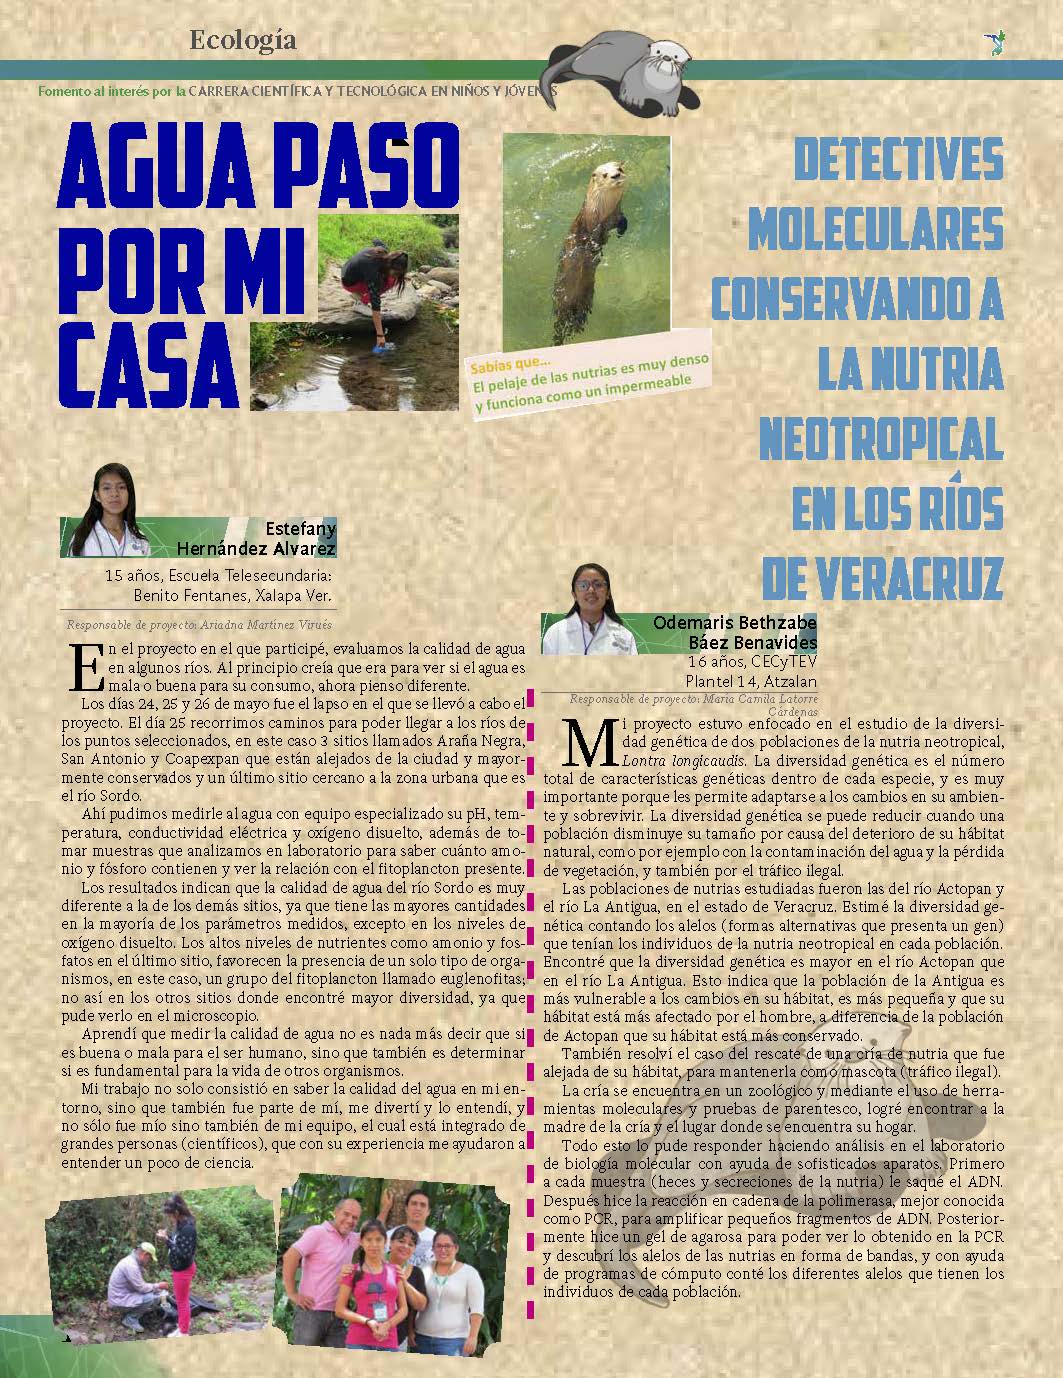 Ecología
Fomento al interés por la CARRERA CIENTÍFICA Y TECNOLÓGICA EN NIÑOS Y JÓVENES
AGUA PASO
POR MI
CASA
Sabías que...
El pelaje de las nutrias es muy denso
y funciona como un impermeable
DETECTIVES
MOLECULARES
CONSERVANDO A
LA NUTRIA
NEOTROPICAL
EN LOS RÍOS
DE VERACRUZ
Estefany
Hernández Alvarez
15 años, Escuela Telesecundaria:
Benito Fentanes, Xalapa Ver.
Responsable de proyecto: Ariadna Martínez Virués
En el proyecto en el que participé, evaluamos la calidad de agua
en algunos ríos. Al principio creía que era para ver si el agua es
mala o buena para su consumo, ahora pienso diferente.
Los días 24, 25 y 26 de mayo fue el lapso en el que se llevó a cabo el
proyecto. El día 25 recorrimos caminos para poder llegar a los ríos de
los puntos seleccionados, en este caso 3 sitios llamados Araña Negra,
San Antonio y Coapexpan que están alejados de la ciudad y mayor-
mente conservados y un último sitio cercano a la zona urbana que es
el río Sordo.
Ahí pudimos medirle al agua con equipo especializado su pH, tem-
peratura, conductividad eléctrica y oxígeno disuelto, además de to-
mar muestras que analizamos en laboratorio para saber cuánto amo-
nio y fósforo contienen y ver la relación con el fitoplancton presente.
Los resultados indican que la calidad de agua del río Sordo es muy
diferente a la de los demás sitios, ya que tiene las mayores cantidades
en la mayoría de los parámetros medidos, excepto en los niveles de
oxígeno disuelto. Los altos niveles de nutrientes como amonio y fos-
fatos en el último sitio, favorecen la presencia de un solo tipo de orga-
nismos, en este caso, un grupo del fitoplancton llamado euglenofitas;
no así en los otros sitios donde encontré mayor diversidad, ya que
pude verlo en el microscopio.
Aprendí que medir la calidad de agua no es nada más decir que si
es buena o mala para el ser humano, sino que también es determinar
si es fundamental para la vida de otros organismos.
Mi trabajo no solo consistió en saber la calidad del agua en mi en-
torno, sino que también fue parte de mí, me divertí y lo entendí, y
no sólo fue mío sino también de mi equipo, el cual está integrado de
grandes personas (científicos), que con su experiencia me ayudaron a
entender un poco de ciencia.
Odemaris Bethzabe
Báez Benavides
16 años, CECyTEV
Plantel 14, Atzalan
Responsable de proyecto: María Camila Latorre
Cárdenas
Mi proyecto estuvo enfocado en el estudio de la diversi-
dad genética de dos poblaciones de la nutria neotropical,
Lontra longicaudis. La diversidad genética es el número
total de características genéticas dentro de cada especie, y es muy
importante porque les permite adaptarse a los cambios en su ambien-
te y sobrevivir. La diversidad genética se puede reducir cuando una
población disminuye su tamaño por causa del deterioro de su hábitat
natural, como por ejemplo con la contaminación del agua y la pérdida
de vegetación, y también por el tráfico ilegal.
Las poblaciones de nutrias estudiadas fueron las del río Actopan y
el río La Antigua, en el estado de Veracruz. Estimé la diversidad ge-
nética contando los alelos (formas alternativas que presenta un gen)
que tenían los individuos de la nutria neotropical en cada población.
Encontré que la diversidad genética es mayor en el río Actopan que
en el río La Antigua. Esto indica que la población de la Antigua es
más vulnerable a los cambios en su hábitat, es más pequeña y que su
hábitat está más afectado por el hombre, a diferencia de la población
de Actopan que su hábitat está más conservado.
También resolví el caso del rescate de una cría de nutria que fue
alejada de su hábitat, para mantenerla como mascota (tráfico ilegal).
La cría se encuentra en un zoológico y mediante el uso de herra-
mientas moleculares y pruebas de parentesco, logré encontrar a la
madre de la cría y el lugar donde se encuentra su hogar.
Todo esto lo pude responder haciendo análisis en el laboratorio
de biología molecular con ayuda de sofisticados aparatos. Primero
a cada muestra (heces y secreciones de la nutria) le saqué el ADN.
Después hice la reacción en cadena de la polimerasa, mejor conocida
como PCR, para amplificar pequeños fragmentos de ADN. Posterior-
mente hice un gel de agarosa para poder ver lo obtenido en la PCR
y descubrí los alelos de las nutrias en forma de bandas, y con ayuda
de programas de cómputo conté los diferentes alelos que tienen los
individuos de cada población.